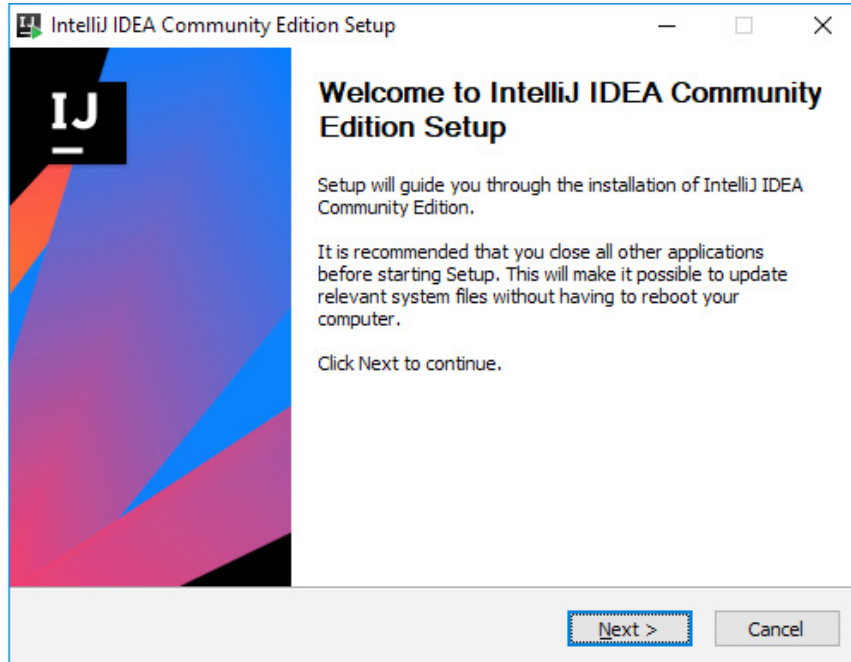 IntelliJ IDEA Community Edition Setup
IJ
Welcome to IntelliJ IDEA Community
Edition Setup
Setup will guide you through the installation of IntelliJ IDEA
Community Edition.
It is recommended that you close all other applications
before starting Setup. This will make it possible to update
relevant system files without having to reboot your
computer.
Click Next to continue.
Next >
Cancel